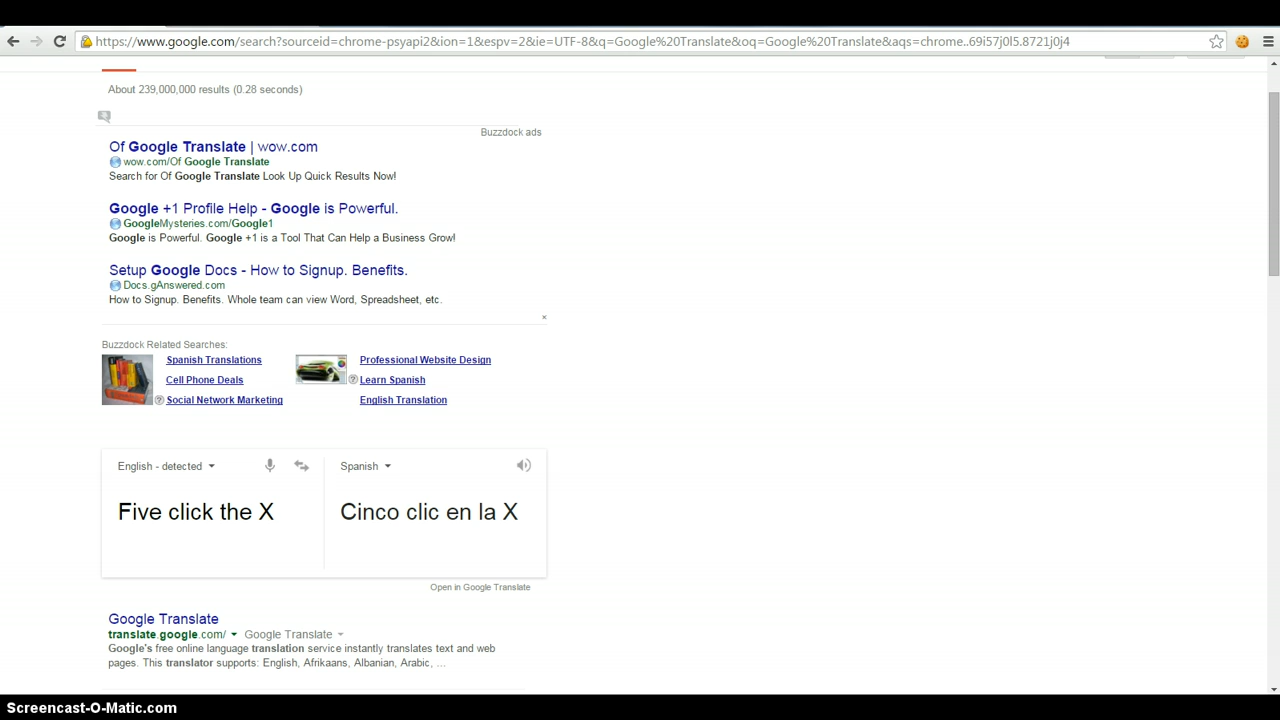 https://www.google.com/search?sourceid=chrome-psyapi2&ion=1&espv=2&ie=UTF-8&q=Google%20Translate&oq=Google%20Translate&aqs=chrome..69i57j0l5.8721j0j4
About 239,000,000 results (0.28 seconds)
Buzzdock ads
Of Google Translate | wow.com
wow.com/Of Google Translate
Search for Of Google Translate Look Up Quick Results Now!
Google +1 Profile Help - Google is Powerful.
GoogleMysteries.com/Google1
Google is Powerful. Google +1 is a Tool That Can Help a Business Grow!
Setup Google Docs - How to Signup. Benefits.
Docs.gAnswered.com
How to Signup. Benefits. Whole team can view Word, Spreadsheet, etc.
Buzzdock Related Searches:
Spanish Translations
Cell Phone Deals
Social Network Marketing
Professional Website Design
Learn Spanish
English Translation
English - detected
Spanish
Five click the X
Cinco clic en la X
Open in Google Translate
Google Translate
translate.google.com/ Google Translate
Google's free online language translation service instantly translates text and web
pages. This translator supports: English, Afrikaans, Albanian, Arabic, ...
Screencast-O-Matic.com